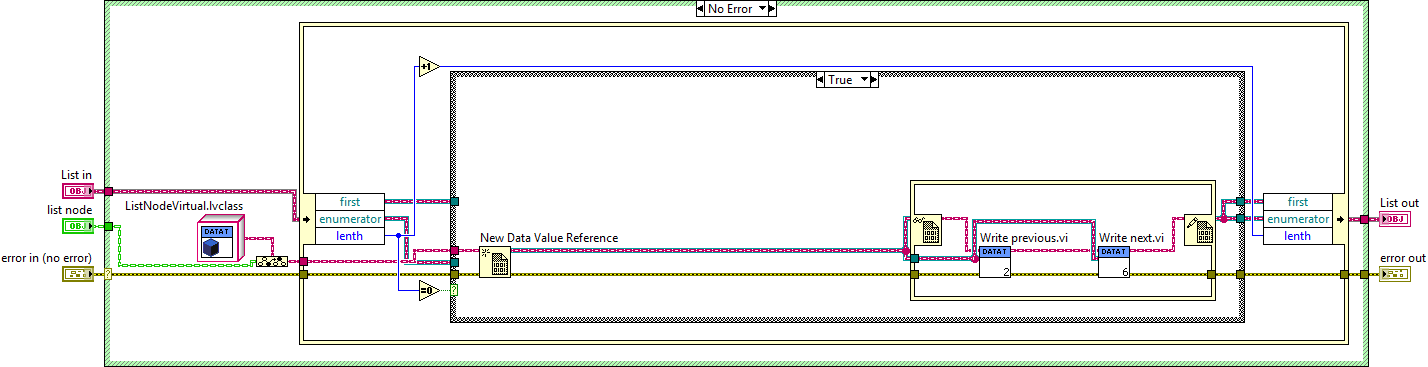 No Error
+1
True
List in
OBJ
list node
OBJ
ListNodeVirtual.lvclass
DATAT
error in (no error)
?
first
enumerator
lenth
=0
?
New Data Value Reference
Write previous.vi
DATAT
2
Write next.vi
DATAT
6
first
enumerator
lenth
List out
OBJ
error out